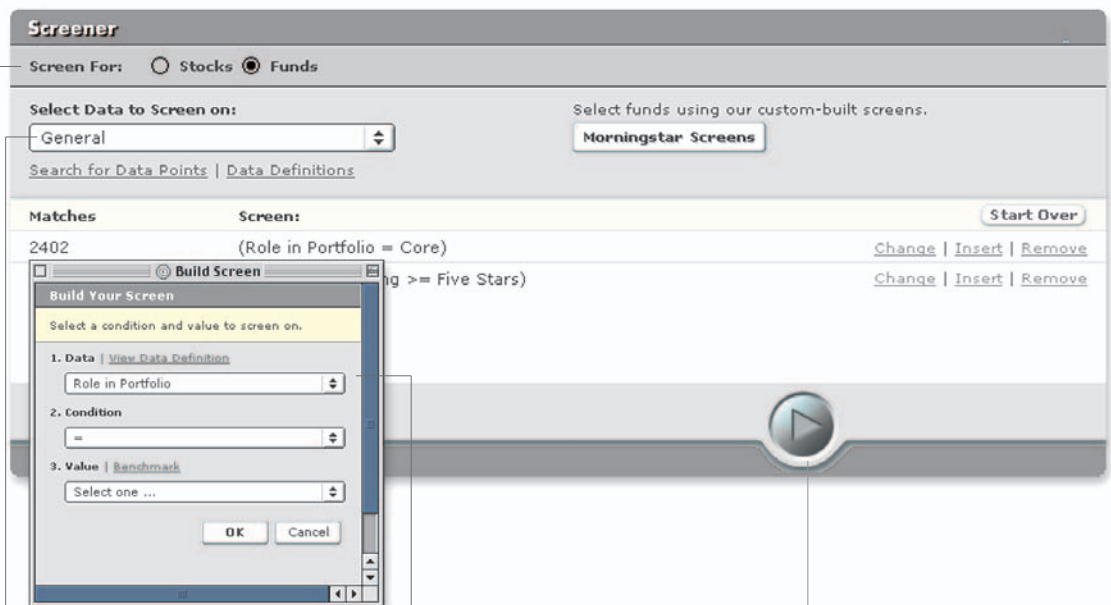 Screener
Screen For: Stocks Funds
Select Data to Screen on:
General
Search for Data Points | Data Definitions
Select funds using our custom-built screens.
Morningstar Screens
Matches Screen: Start Over
2402 (Role in Portfolio = Core) Change | Insert | Remove
>= Five Stars) Change | Insert | Remove
Build Screen
Build Your Screen
Select a condition and value to screen on.
1. Data | View Data Definition
Role in Portfolio
2. Condition
=
3. Value | Benchmark
Select one ...
OK Cancel